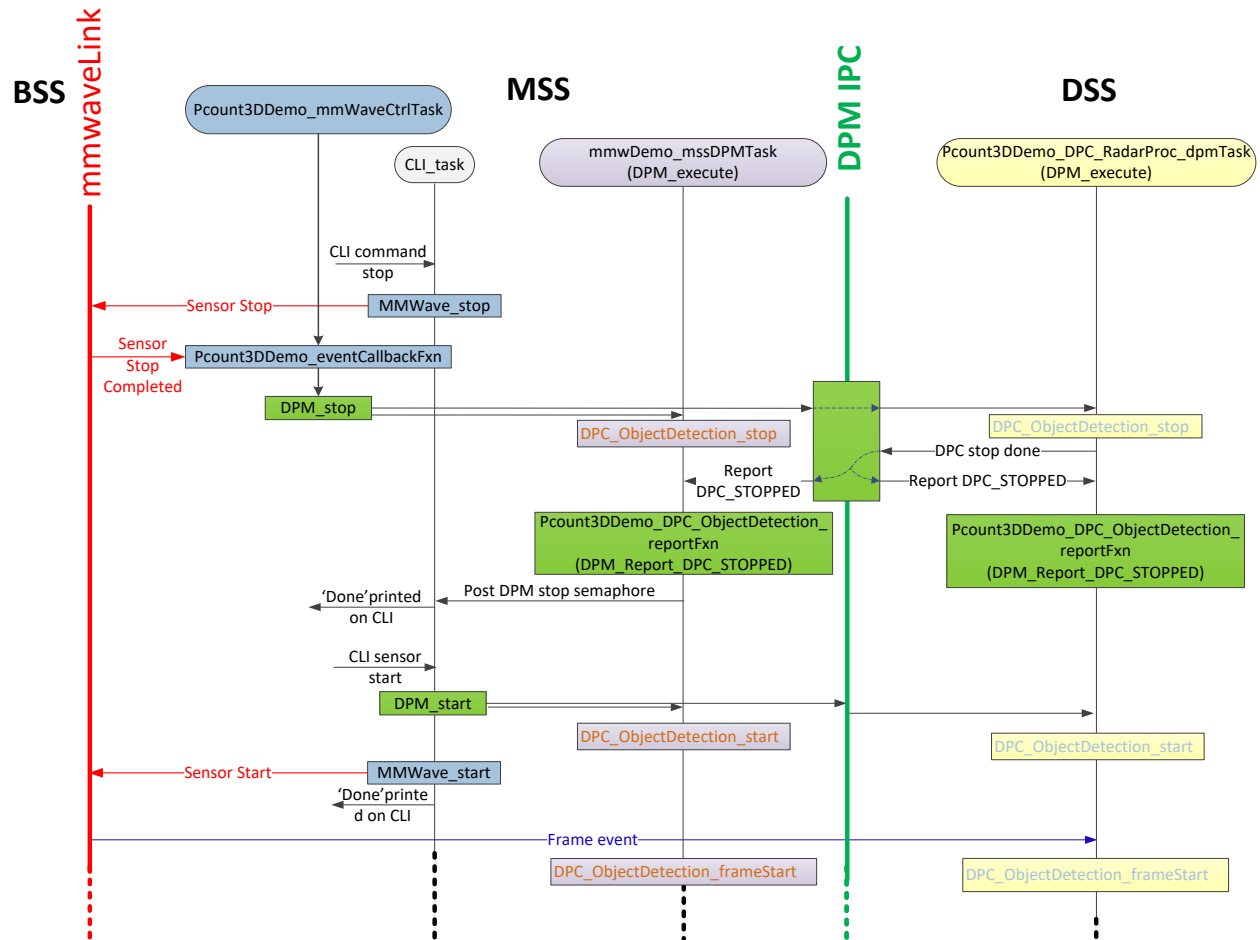 BSS
mmwaveLink
MSS
DPM IPC
DSS
Pcount3DDemo_mmWaveCtrlTask
CLI_task
mmwDemo_mssDPMTask
(DPM_execute)
Pcount3DDemo_DPC_RadarProc_dpmTask
(DPM_execute)
CLI command
stop
Sensor Stop
MMWave_stop
Sensor
Stop
Completed
Pcount3DDemo_eventCallbackFxn
DPM_stop
DPC_ObjectDetection_stop
DPC_ObjectDetection_stop
DPC stop done
Report
DPC_STOPPED
Report DPC_STOPPED
Pcount3DDemo_DPC_ObjectDetection_
reportFxn
(DPM_Report_DPC_STOPPED)
Pcount3DDemo_DPC_ObjectDetection_
reportFxn
(DPM_Report_DPC_STOPPED)
Post DPM stop semaphore
‘Done’printed
on CLI
CLI sensor
start
DPM_start
DPC_ObjectDetection_start
DPC_ObjectDetection_start
Sensor Start
MMWave_start
‘Done’printe
d on CLI
Frame event
DPC_ObjectDetection_frameStart
DPC_ObjectDetection_frameStart